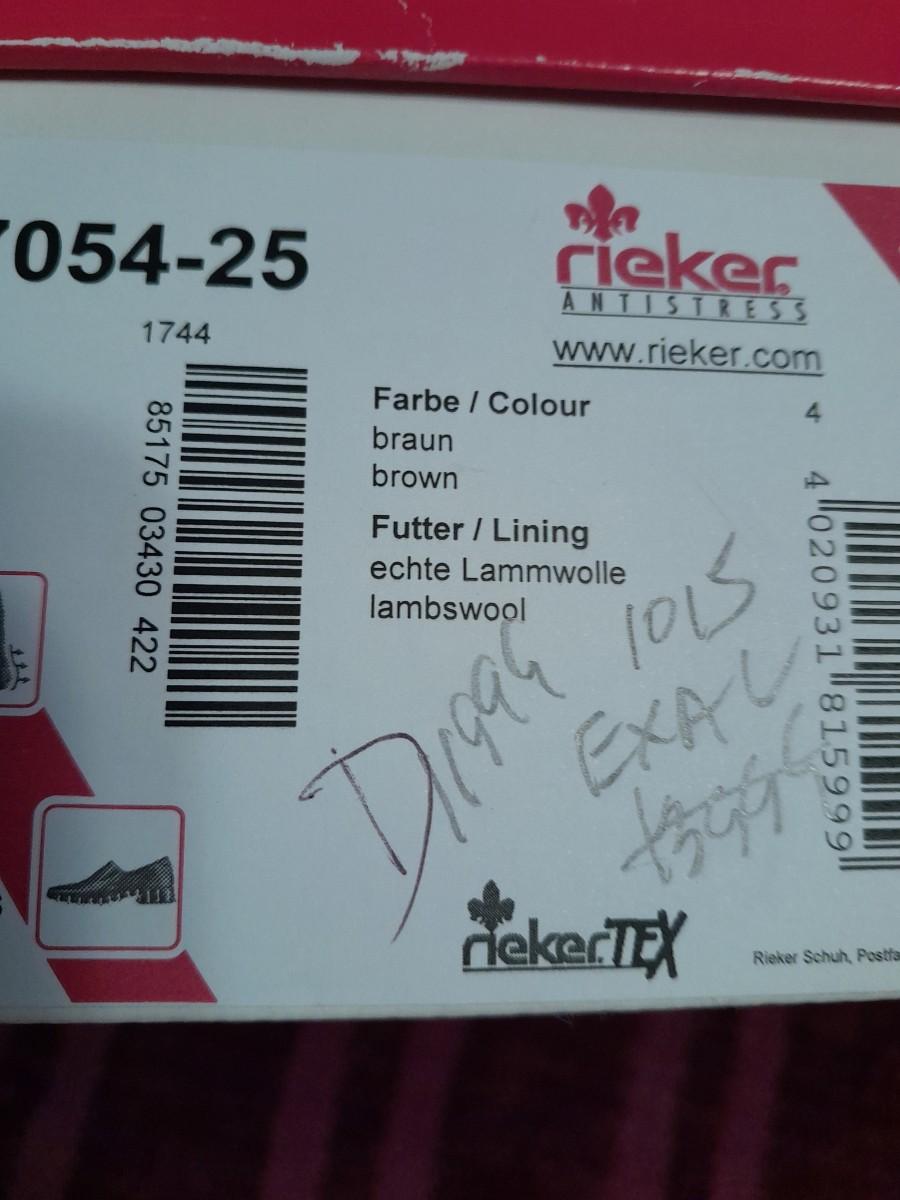 7054-25
rieker
ANTISTRESS
www.rieker.com
1744
85175 03430 422
Farbe / Colour
braun
brown
Futter / Lining
echte Lammwolle
lambswool
4
4 020931 815999
1015
riekerTEX
Rieker Schuh,